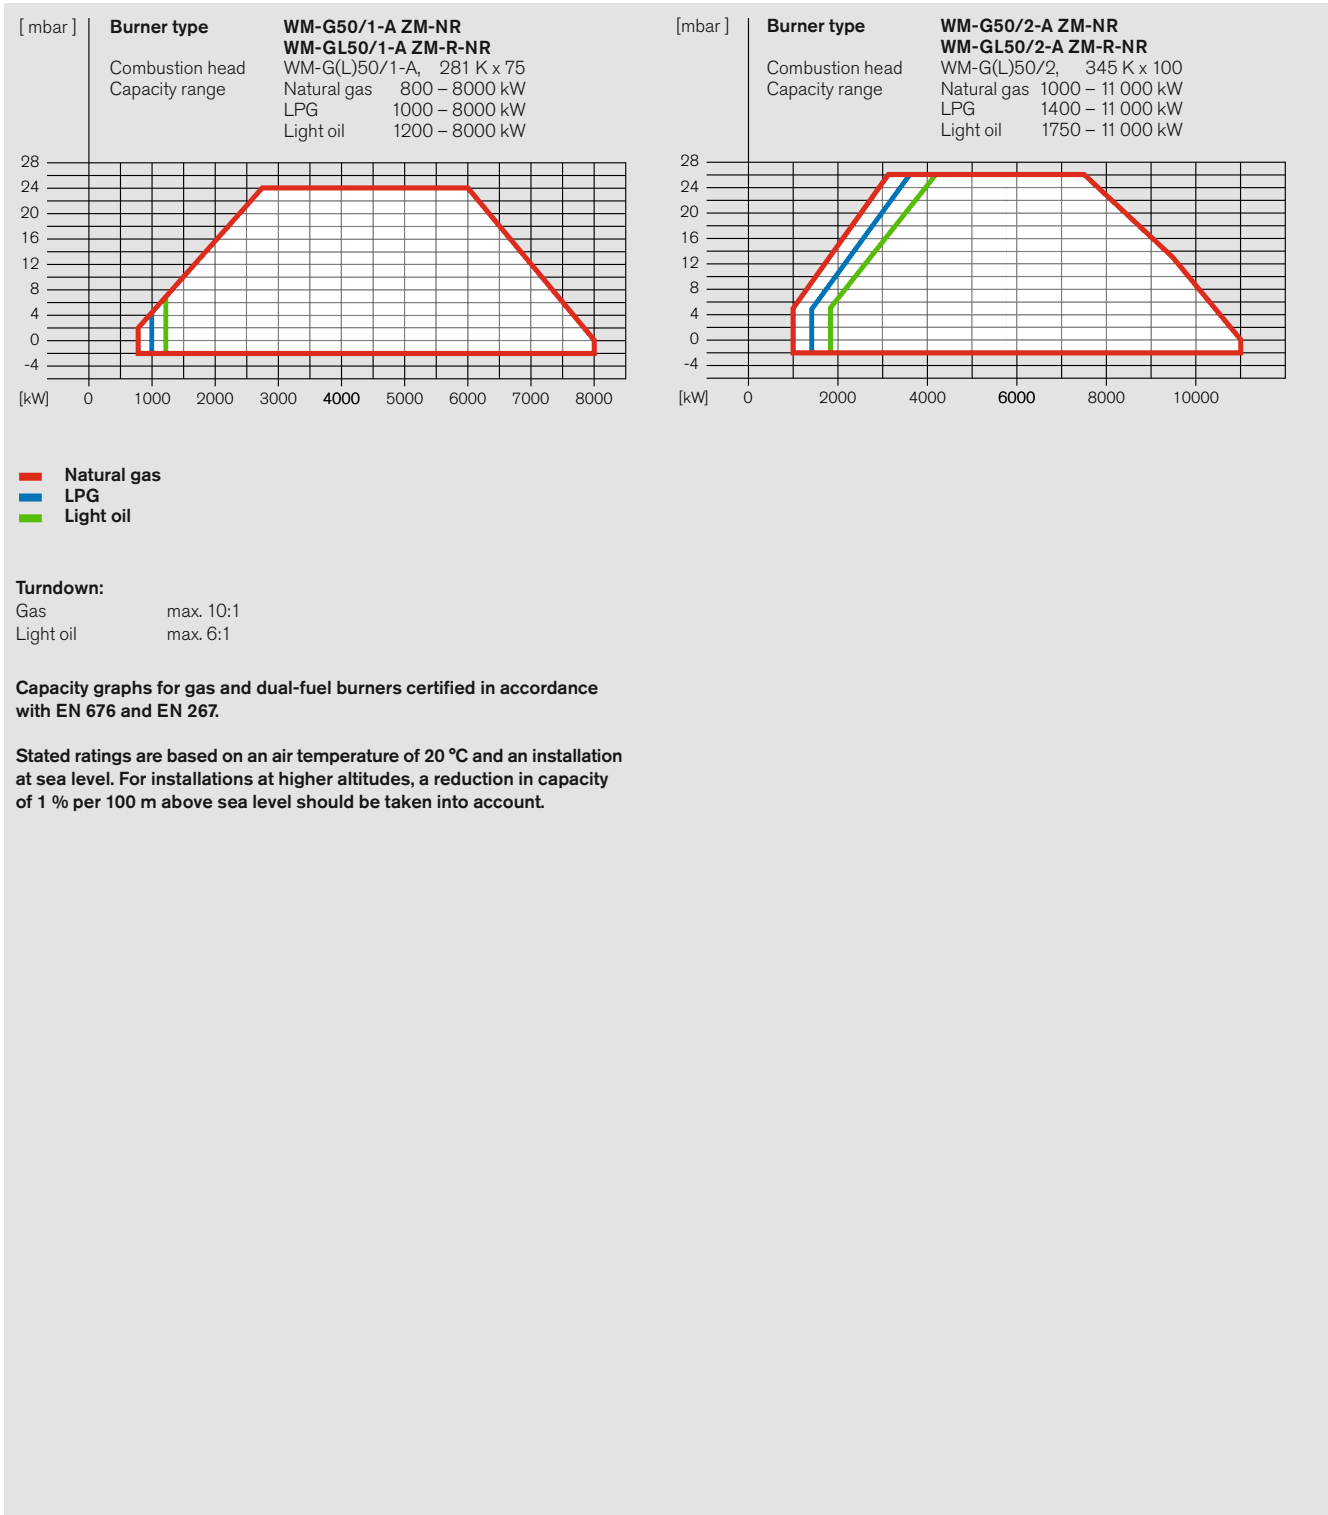 [ mbar ]
Burner type WM-G50/1-A ZM-NR
WM-GL50/1-A ZM-R-NR
Combustion head WM-G(L)50/1-A, 281 K x 75
Capacity range Natural gas 800 – 8000 kW
LPG 1000 – 8000 kW
Light oil 1200 – 8000 kW
28
24
20
16
12
8
4
0
-4
[kW] 0 1000 2000 3000 4000 5000 6000 7000 8000
[mbar]
Burner type WM-G50/2-A ZM-NR
WM-GL50/2-A ZM-R-NR
Combustion head WM-G(L)50/2, 345 K x 100
Capacity range Natural gas 1000 – 11 000 kW
LPG 1400 – 11 000 kW
Light oil 1750 – 11 000 kW
28
24
20
16
12
8
4
0
-4
[kW] 0 2000 4000 6000 8000 10000
Natural gas
LPG
Light oil
Turndown:
Gas max. 10:1
Light oil max. 6:1
Capacity graphs for gas and dual-fuel burners certified in accordance
with EN 676 and EN 267.
Stated ratings are based on an air temperature of 20 °C and an installation
at sea level. For installations at higher altitudes, a reduction in capacity
of 1 % per 100 m above sea level should be taken into account.